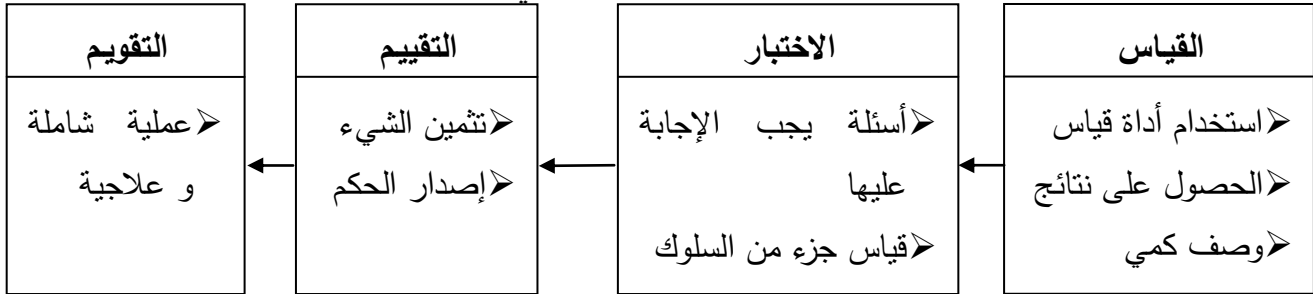 القياس
⮚استخدام أداة قياس
⮚الحصول على نتائج
⮚وصف كمي
الاختبار
⮚أسئلة يجب الإجابة
عليها
⮚قياس جزء من السلوك
التقييم
⮚تثمين الشيء
⮚إصدار الحكم
التقويم
⮚عملية شاملة
و علاجية